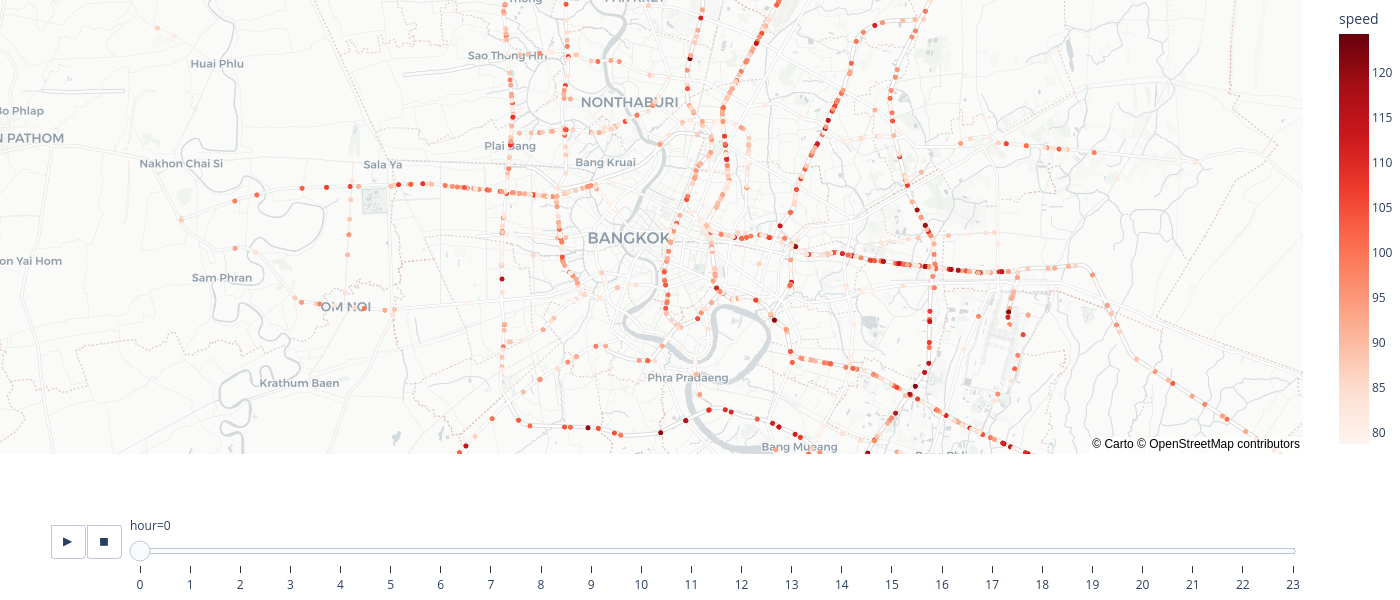 speed
Huai Phlu
Sao Thong Hin
Bo Phlap
NONTHABURI
N PATHOM
Plai Bang
Nakhon Chai Si
Sala Ya
Bang Kruai
BANGKOK
on Yai Hom
Sam Phran
OM NOI
Krathum Baen
Phra Pradaeng
Bang Mueang
© Carto © OpenStreetMap contributors
120
115
110
105
100
95
90
85
80
hour=0
0 1 2 3 4 5 6 7 8 9 10 11 12 13 14 15 16 17 18 19 20 21 22 23